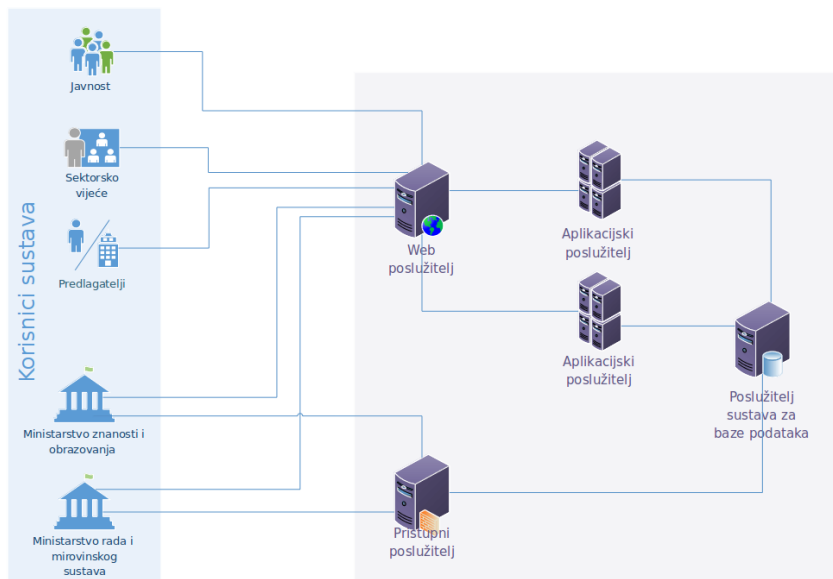 Korisnici sustava
Javnost
Sektorsko
vijeće
Predlagatelji
Ministarstvo znanosti i
obrazovanja
Ministarstvo rada i
mirovinskog
sustava
Web
poslužitelj
Aplikacijski
poslužitelj
Aplikacijski
poslužitelj
Poslužitelj
sustava za
baze podataka
Pristupni
poslužitelj